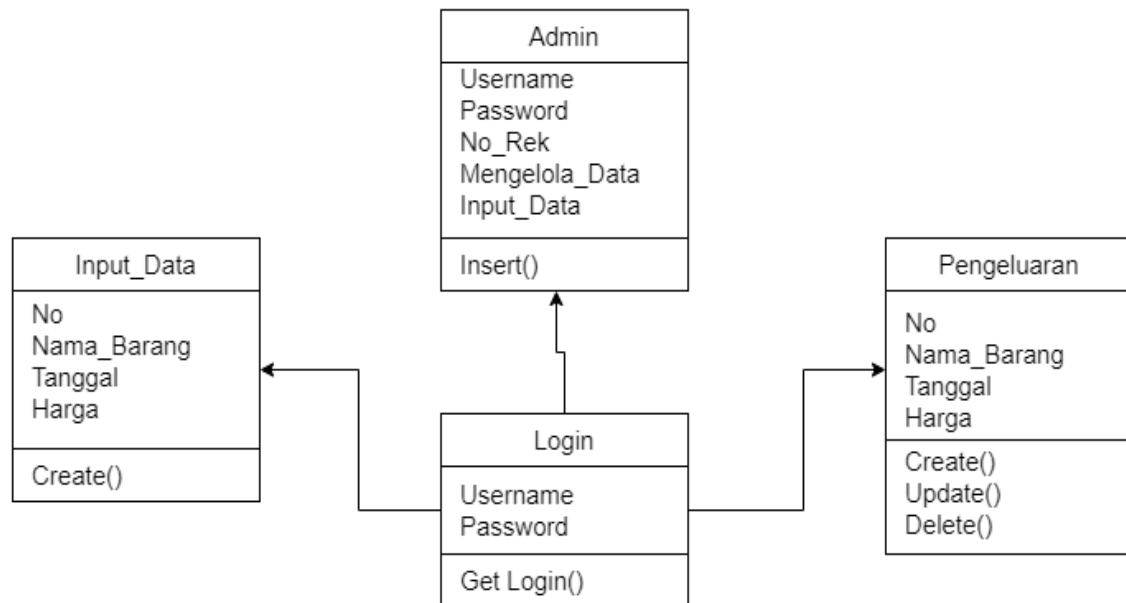 Admin
Username
Password
No_Rek
Mengelola_Data
Input_Data
Insert()
Input_Data
No
Nama_Barang
Tanggal
Harga
Create()
Login
Username
Password
Get Login()
Pengeluaran
No
Nama_Barang
Tanggal
Harga
Create()
Update()
Delete()